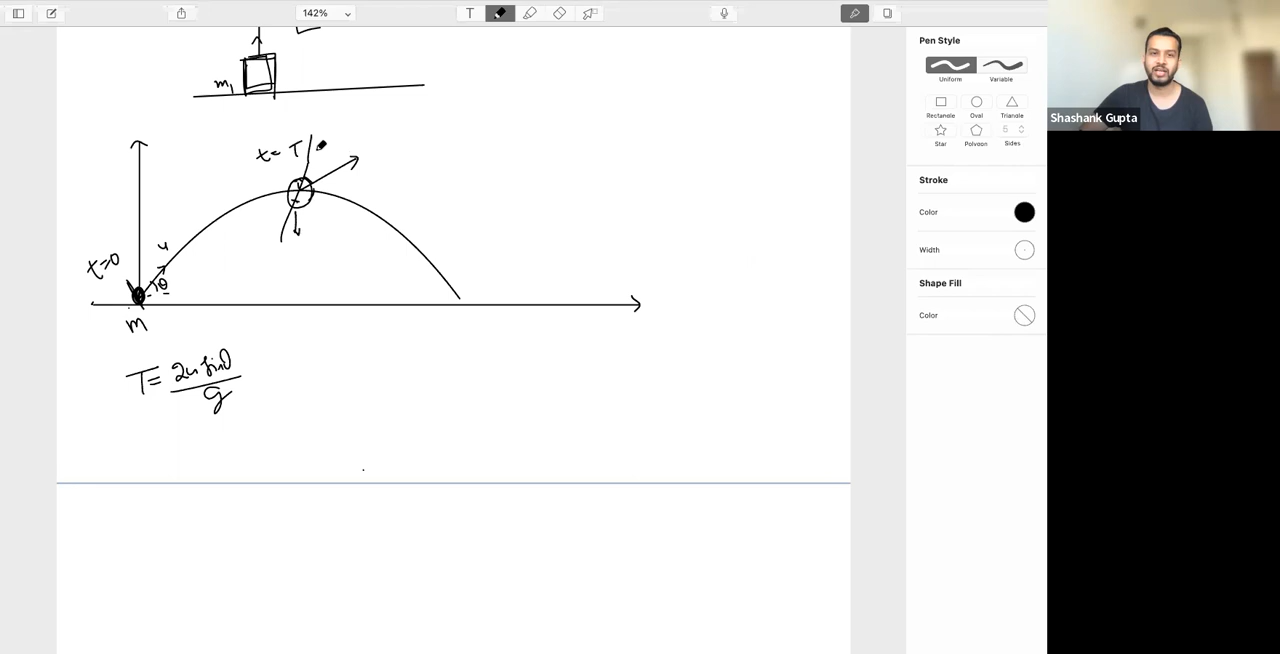 142%
T
Pen Style
Uniform
Variable
Rectangle
Oval
Triangle
Star
Polygon
5
Sides
Stroke
Color
Width
Shape Fill
Color
Shashank Gupta
m₁
t = T/
t=0
u
θ
m
T = 2u sinθ
g